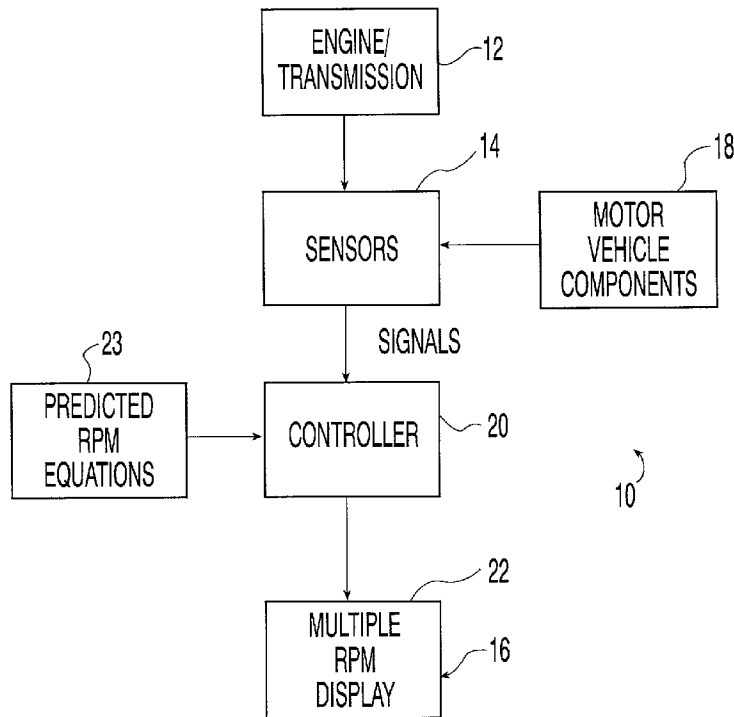 ENGINE/
TRANSMISSION
12
14
18
SENSORS
MOTOR
VEHICLE
COMPONENTS
SIGNALS
23
PREDICTED
RPM
EQUATIONS
CONTROLLER
20
10
22
MULTIPLE
RPM
DISPLAY
16